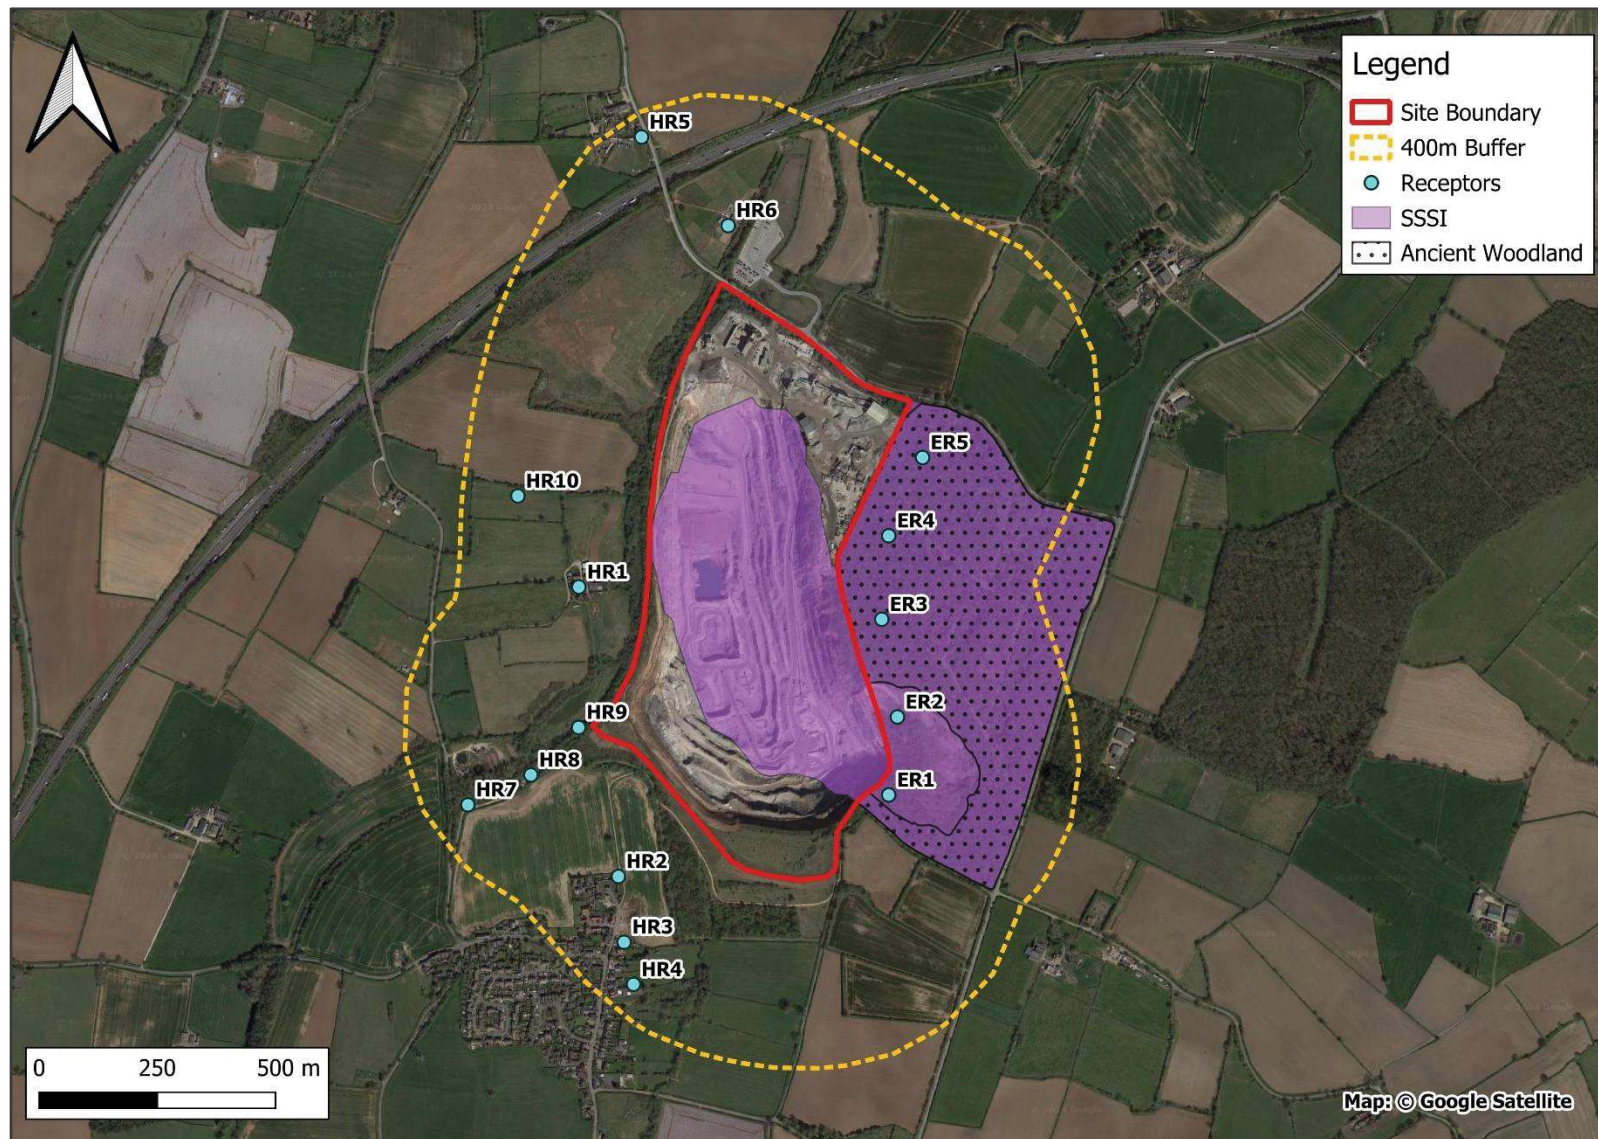 Legend
Site Boundary
400m Buffer
Receptors
SSSI
Ancient Woodland
HR5
HR6
ER5
HR10
ER4
HR1
ER3
ER2
HR9
HR8
ER1
HR7
HR2
HR3
HR4
0 250 500 m
Map: © Google Satellite